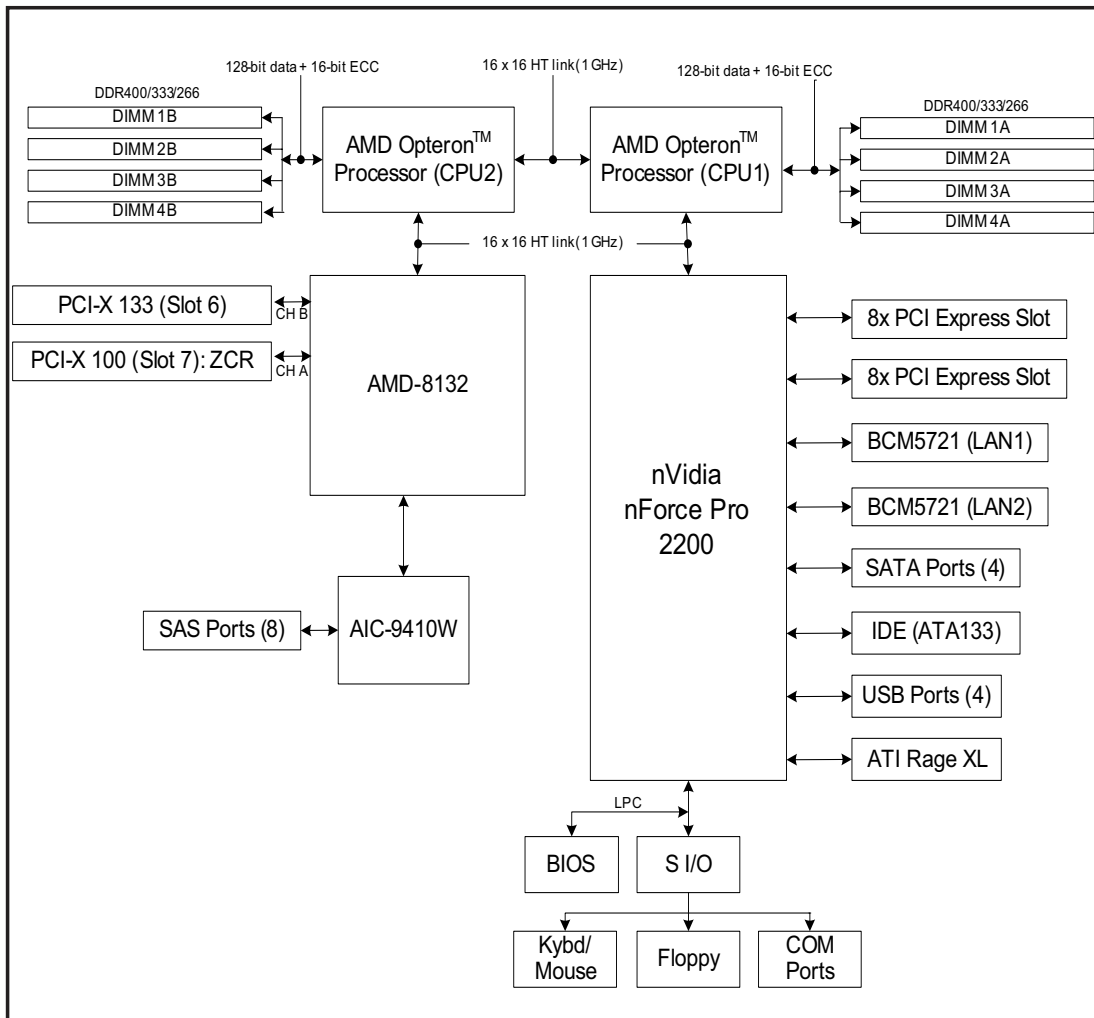 128-bit data + 16-bit ECC
16 x 16 HT link (1 GHz)
128-bit data + 16-bit ECC
DDR400/333/266
DIMM 1B
DIMM 2B
DIMM 3B
DIMM 4B
AMD Opteron™
Processor (CPU2)
AMD Opteron™
Processor (CPU1)
DDR400/333/266
DIMM 1A
DIMM 2A
DIMM 3A
DIMM 4A
16 x 16 HT link (1 GHz)
PCI-X 133 (Slot 6)
CH B
PCI-X 100 (Slot 7): ZCR
CH A
AMD-8132
SAS Ports (8)
AIC-9410W
nVidia
nForce Pro
2200
8x PCI Express Slot
8x PCI Express Slot
BCM5721 (LAN1)
BCM5721 (LAN2)
SATA Ports (4)
IDE (ATA133)
USB Ports (4)
ATI Rage XL
LPC
BIOS
S I/O
Kybd/
Mouse
Floppy
COM
Ports